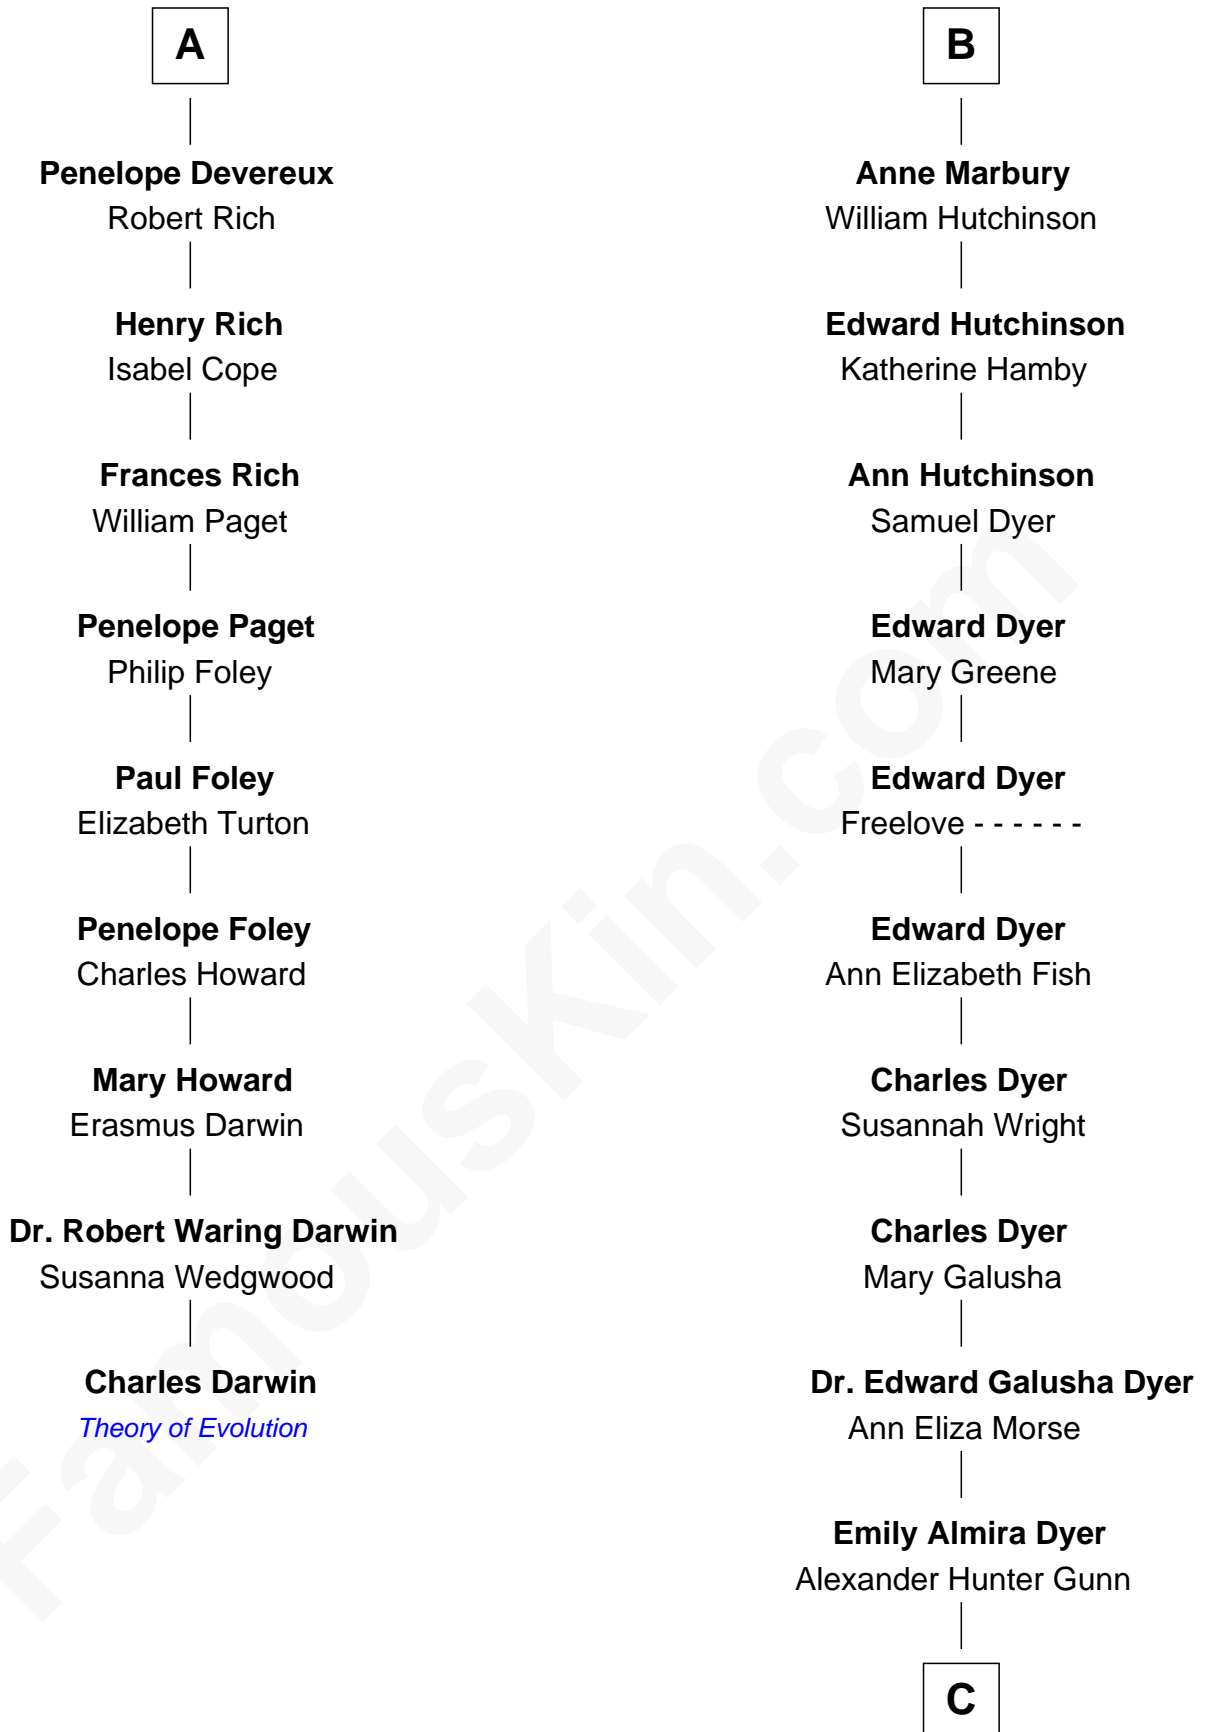 A
Penelope Devereux
Robert Rich
Henry Rich
Isabel Cope
Frances Rich
William Paget
Penelope Paget
Philip Foley
Paul Foley
Elizabeth Turton
Penelope Foley
Charles Howard
Mary Howard
Erasmus Darwin
Dr. Robert Waring Darwin
Susanna Wedgwood
Charles Darwin
Theory of Evolution
B
Anne Marbury
William Hutchinson
Edward Hutchinson
Katherine Hamby
Ann Hutchinson
Samuel Dyer
Edward Dyer
Mary Greene
Edward Dyer
Freelove - - - - - -
Edward Dyer
Ann Elizabeth Fish
Charles Dyer
Susannah Wright
Charles Dyer
Mary Galusha
Dr. Edward Galusha Dyer
Ann Eliza Morse
Emily Almira Dyer
Alexander Hunter Gunn
C
FamousKin.com